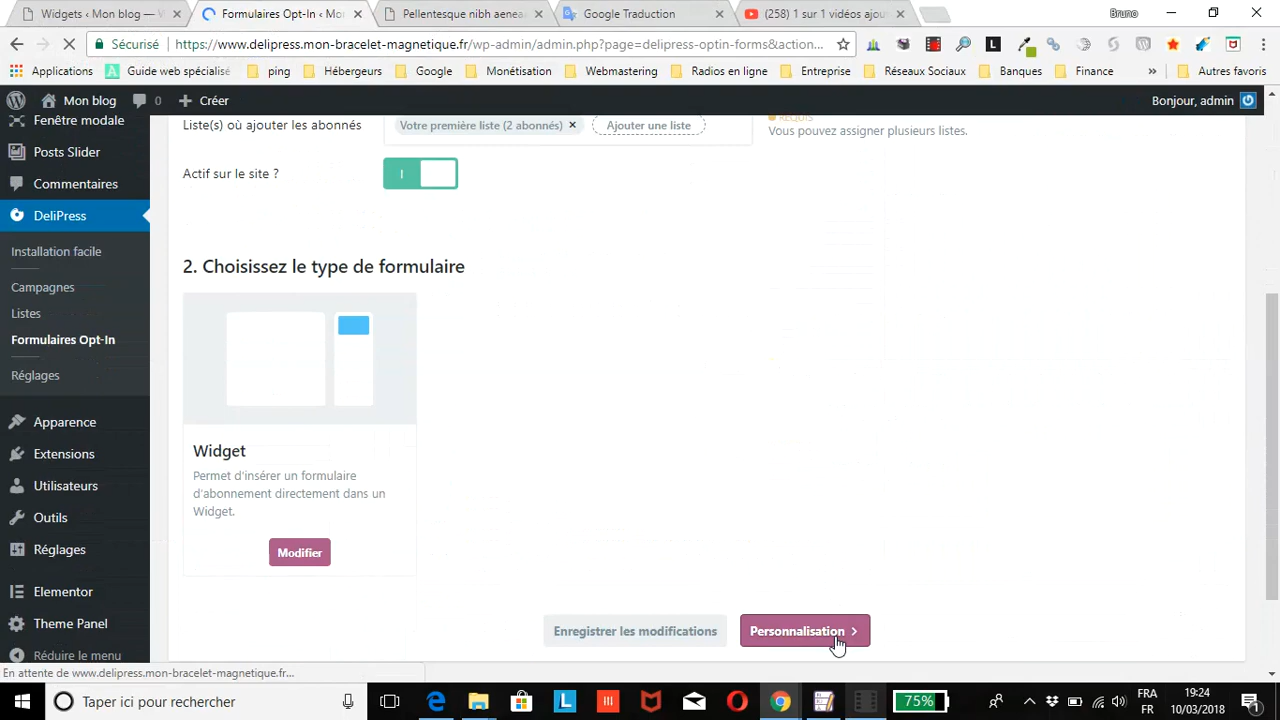 Widgets ‹ Mon blog — W
Formulaires Opt-In ‹ Mo
Pellentesque nibh aenea
Google Traduction
(258) 1 sur 1 vidéos ajou
Bruno
Sécurisé
https://www.delipress.mon-bracelet-magnetique.fr/wp-admin/admin.php?page=delipress-optin-forms&action...
Applications
Guide web spécialisé
ping
Hébergeurs
Google
Monétisation
Webmastering
Radios en ligne
Entreprise
Réseaux Sociaux
Banques
Finance
»
Autres favoris
Mon blog
0
Créer
Bonjour, admin
Fenêtre modale
Posts Slider
Commentaires
DeliPress
Installation facile
Campagnes
Listes
Formulaires Opt-In
Réglages
Apparence
Extensions
Utilisateurs
Outils
Réglages
Elementor
Theme Panel
Réduire le menu
Liste(s) où ajouter les abonnés
Votre première liste (2 abonnés) ×
Ajouter une liste
REQUIS
Vous pouvez assigner plusieurs listes.
Actif sur le site ?
2. Choisissez le type de formulaire
Widget
Permet d'insérer un formulaire
d'abonnement directement dans un
Widget.
Modifier
Enregistrer les modifications
Personnalisation
En attente de www.delipress.mon-bracelet-magnetique.fr...
Taper ici pour rechercher
75%
FRA
FR
19:24
10/03/2018